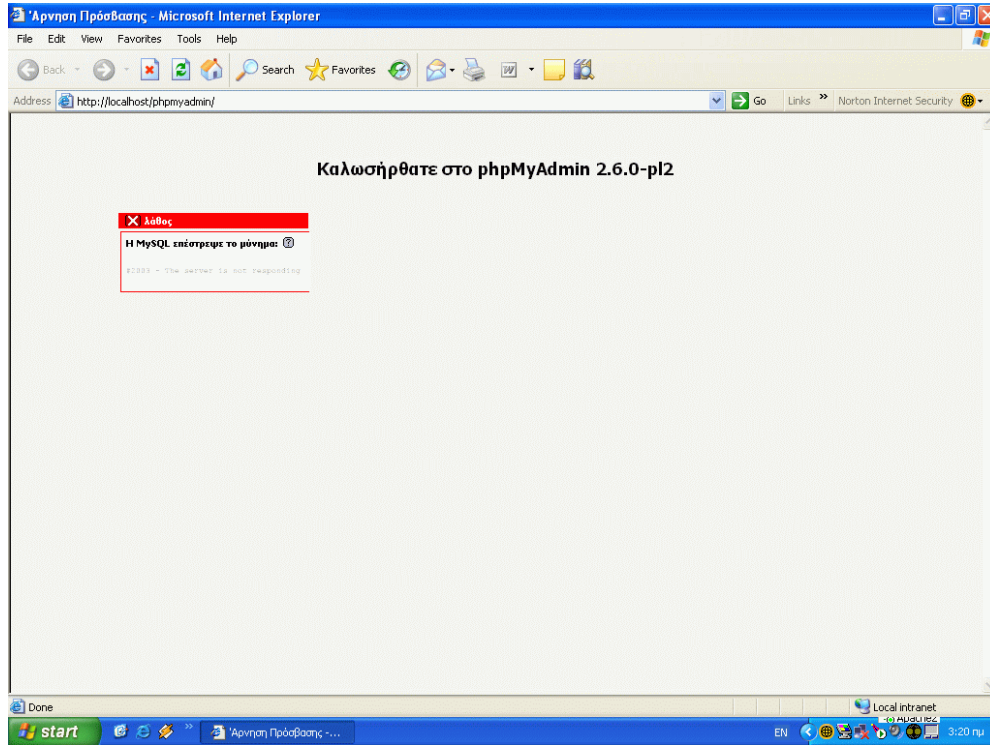 'Αρνηση Πρόσβασης - Microsoft Internet Explorer
File Edit View Favorites Tools Help
Back Search Favorites
Address http://localhost/phpmyadmin/ Go Links » Norton Internet Security
Καλωσήρθατε στο phpMyAdmin 2.6.0-pl2
λάθος
Η MySQL επέστρεψε το μύνημα:
- The server is not responding
Done Local intranet
Apache2
start » 'Αρνηση Πρόσβασης -... EN 3:20 πμ